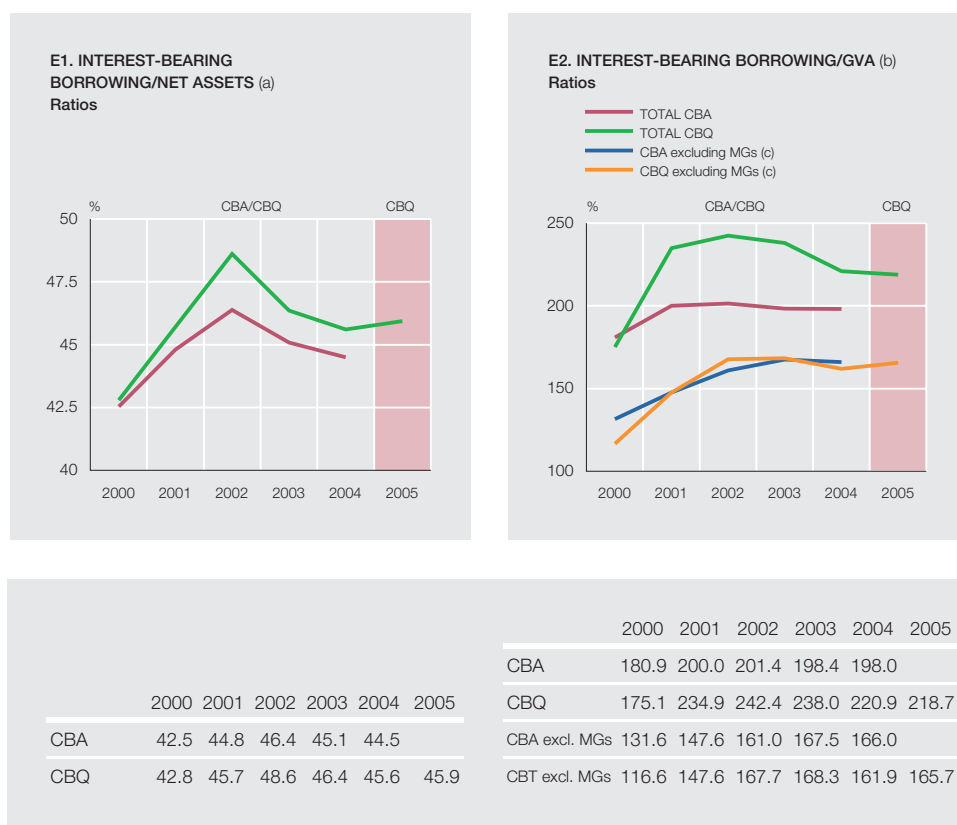 E1. INTEREST-BEARING
BORROWING/NET ASSETS (a)
Ratios
% CBA/CBQ CBQ
50
47.5
45
42.5
40
2000 2001 2002 2003 2004 2005
E2. INTEREST-BEARING BORROWING/GVA (b)
Ratios
TOTAL CBA
TOTAL CBQ
CBA excluding MGs (c)
CBQ excluding MGs (c)
% CBA/CBQ CBQ
250
200
150
100
2000 2001 2002 2003 2004 2005
2000 2001 2002 2003 2004 2005
CBA 42.5 44.8 46.4 45.1 44.5
CBQ 42.8 45.7 48.6 46.4 45.6 45.9
2000 2001 2002 2003 2004 2005
CBA 180.9 200.0 201.4 198.4 198.0
CBQ 175.1 234.9 242.4 238.0 220.9 218.7
CBA excl. MGs 131.6 147.6 161.0 167.5 166.0
CBT excl. MGs 116.6 147.6 167.7 168.3 161.9 165.7